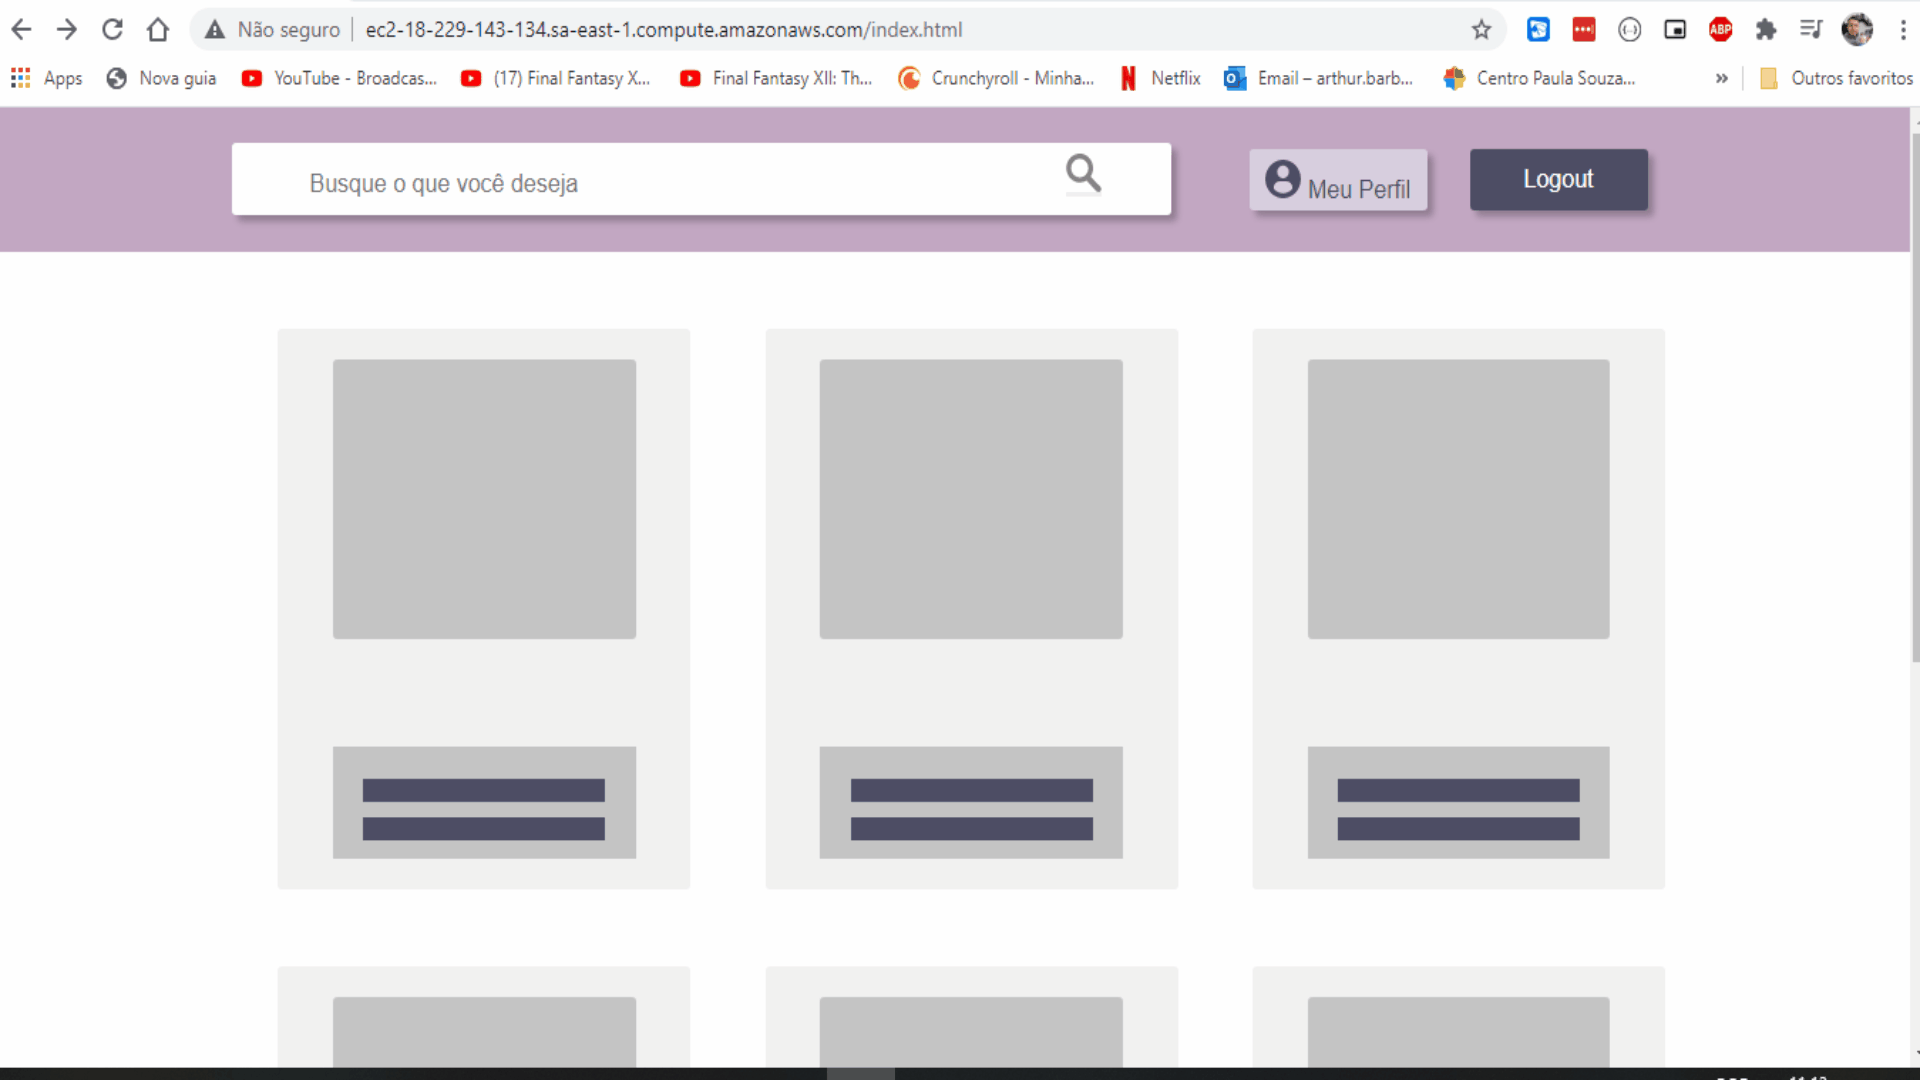 Não seguro ec2-18-229-143-134.sa-east-1.compute.amazonaws.com/index.html ABP
Apps Nova guia YouTube - Broadcas... (17) Final Fantasy X... Final Fantasy XII: Th... Crunchyroll - Minha... Netflix Email – arthur.barb... Centro Paula Souza... » Outros favoritos
Busque o que você deseja Meu Perfil Logout